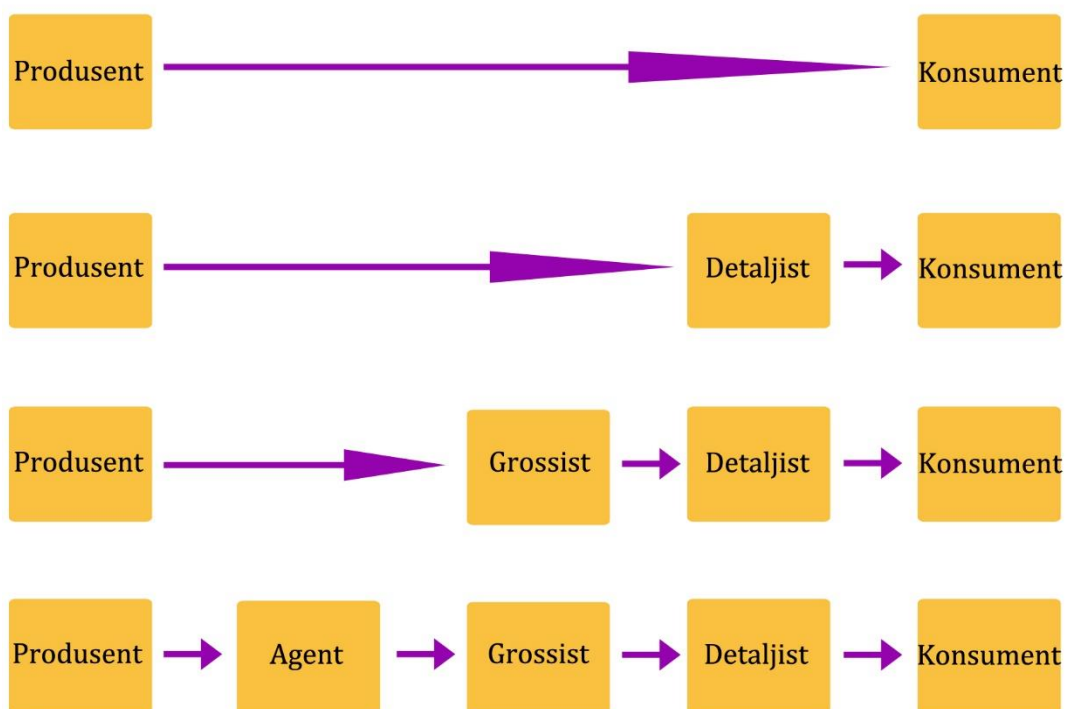 Produsent Konsument
Produsent Detaljist Konsument
Produsent Grossist Detaljist Konsument
Produsent Agent Grossist Detaljist Konsument